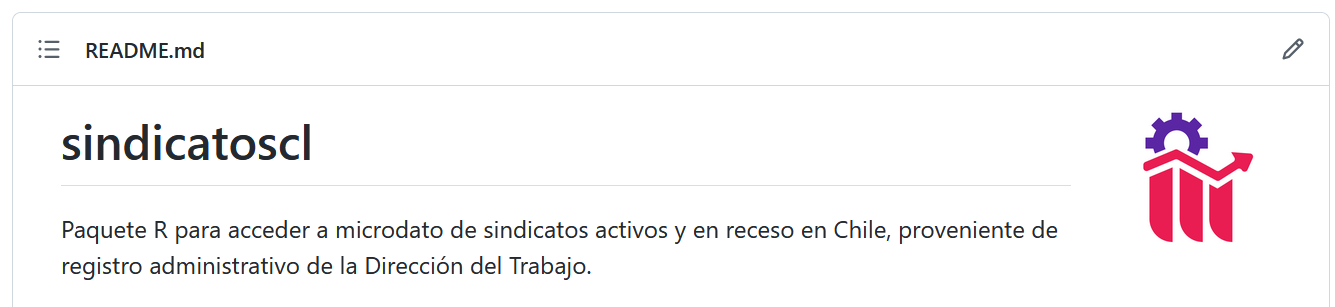 README.md
sindicatoscl
Paquete R para acceder a microdato de sindicatos activos y en receso en Chile, proveniente de
registro administrativo de la Dirección del Trabajo.